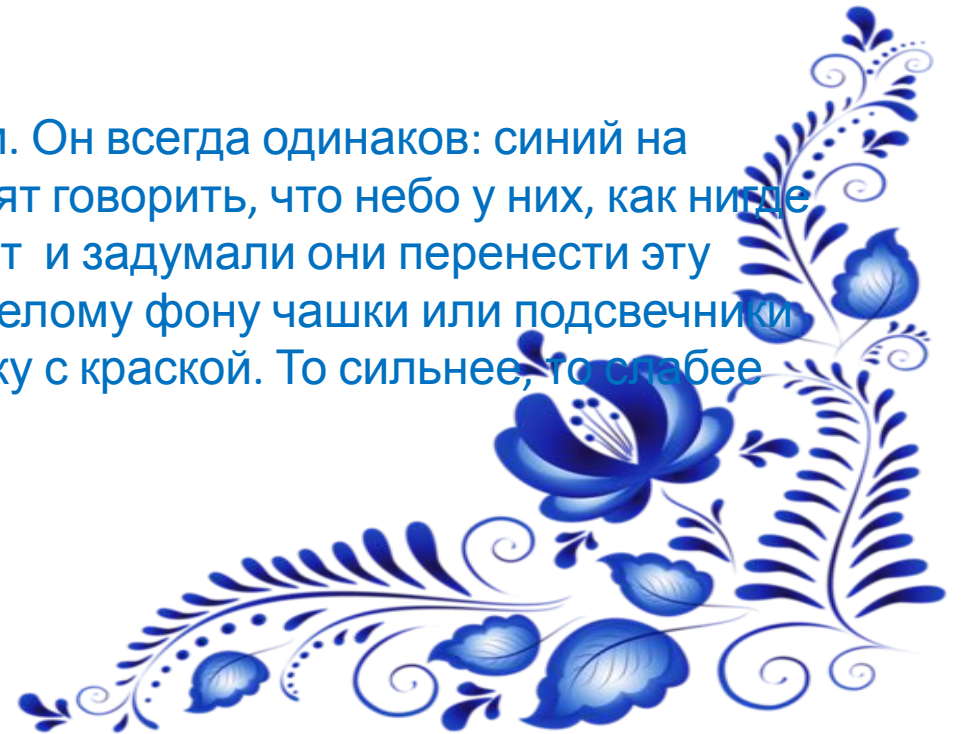 . Он всегда одинаков: синий на
ят говорить, что небо у них, как нигде
т и задумали они перенести эту
елому фону чашки или подсвечники
ку с краской. То сильнее, то слабее